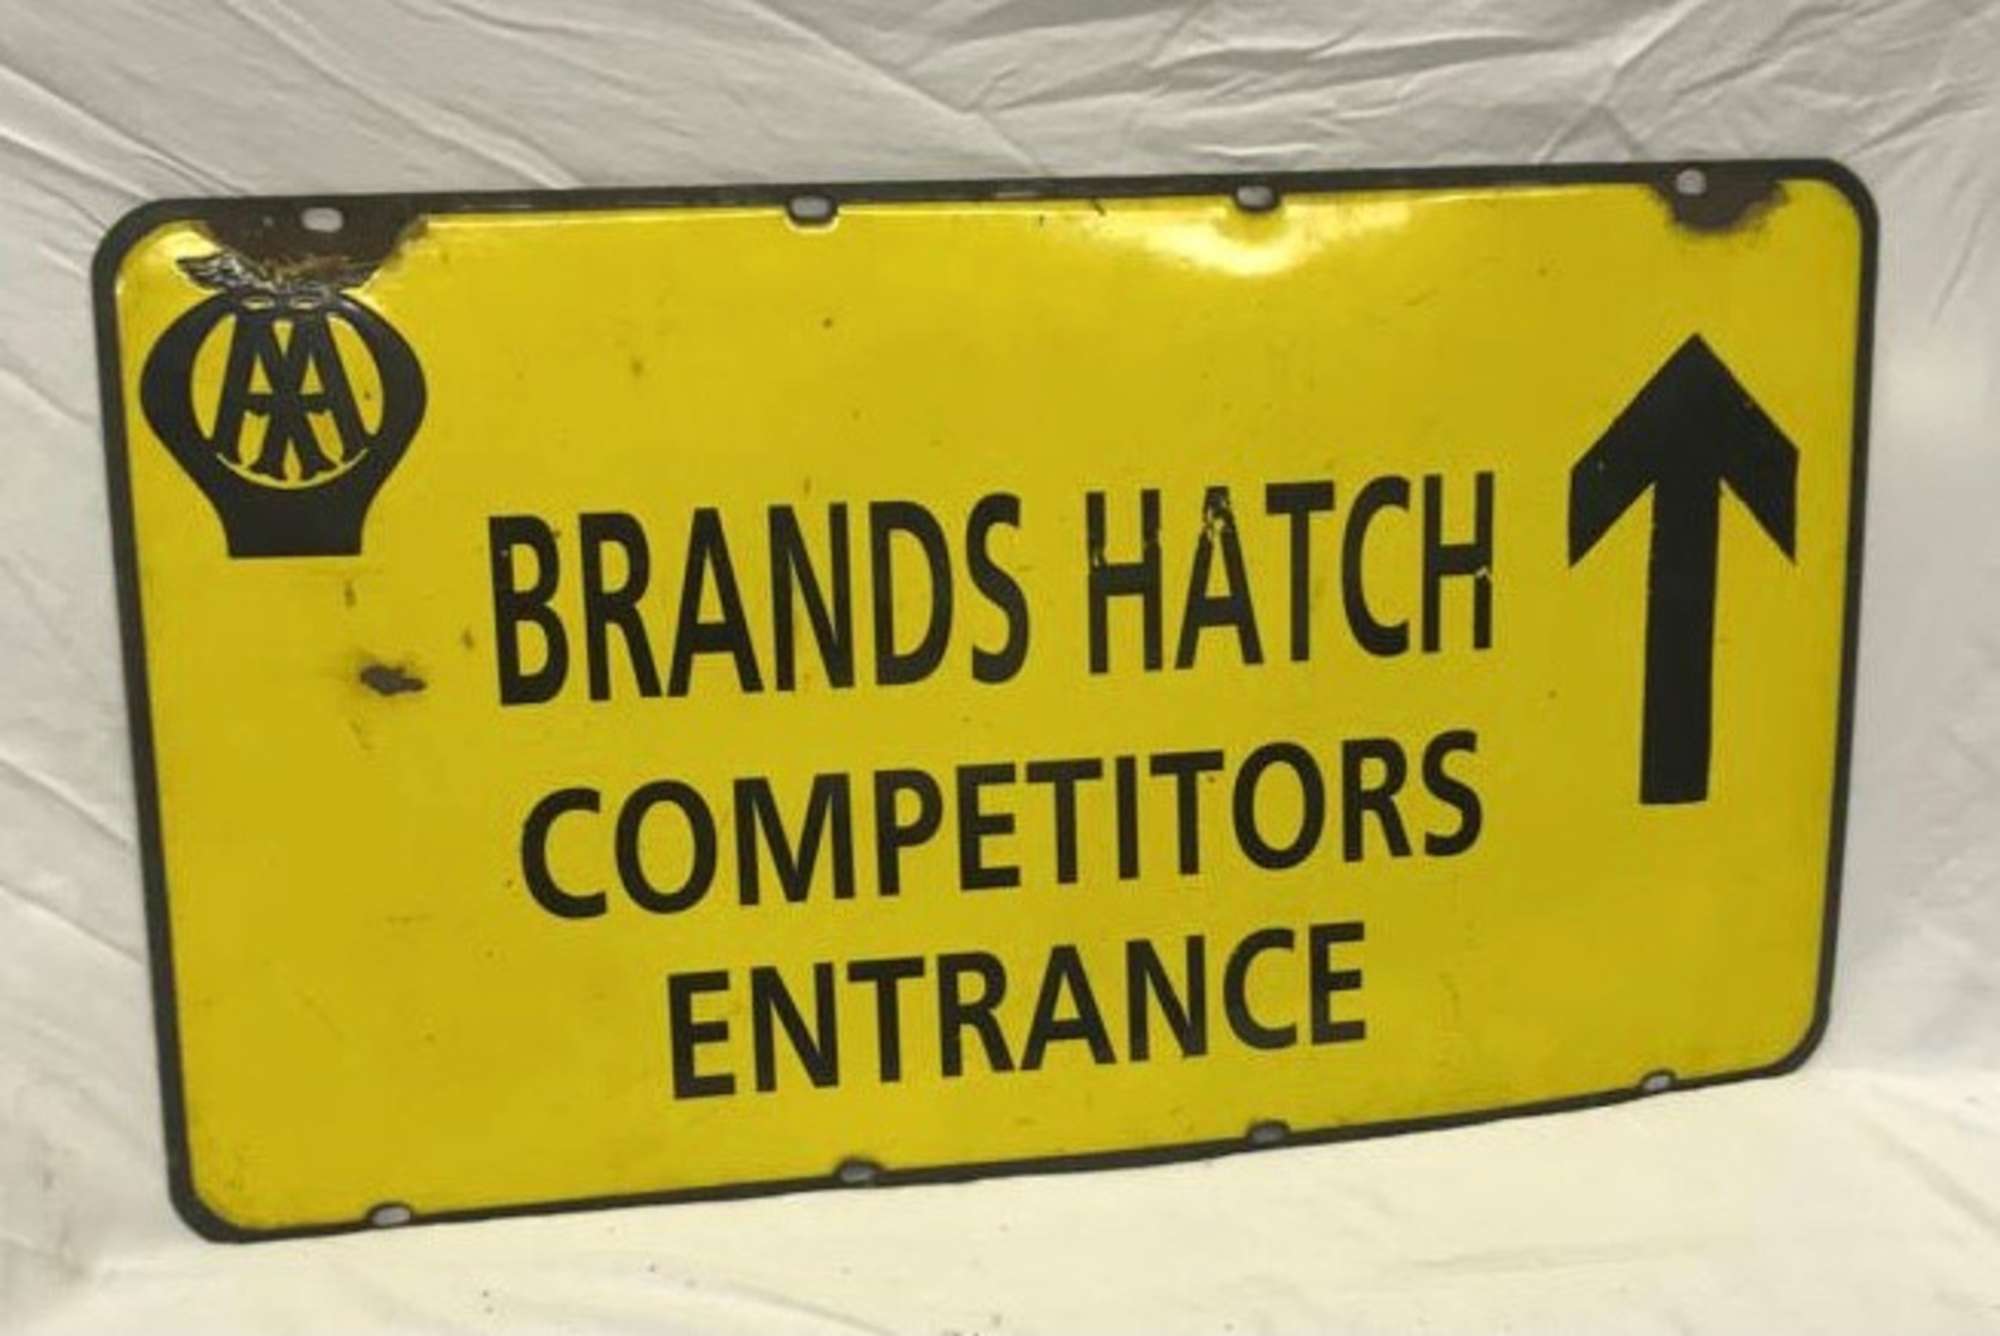 AA
BRANDS HATCH
COMPETITORS
ENTRANCE